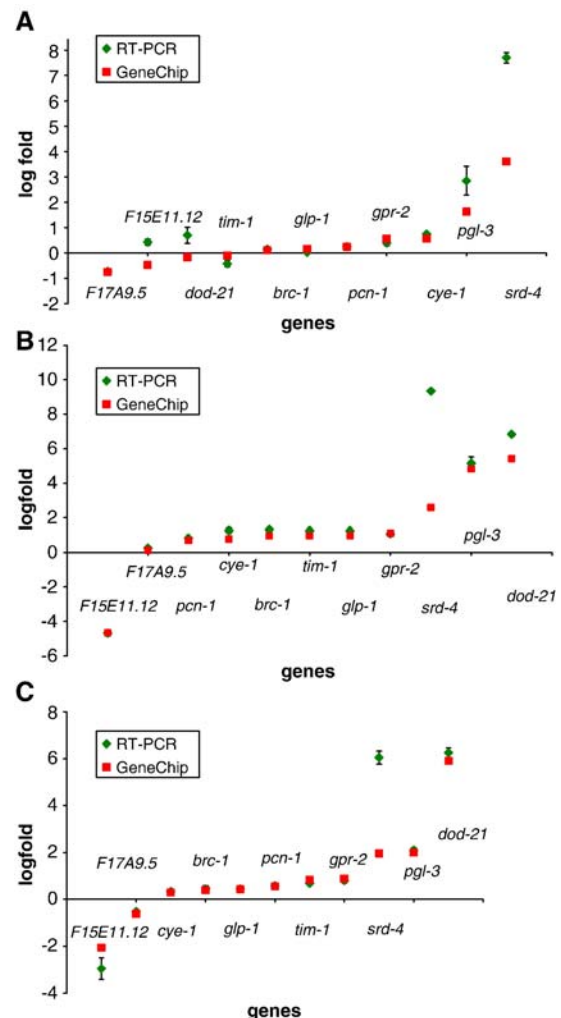 A
RT-PCR
GeneChip
8
7
6
5
4
3
2
1
0
-1
-2
log fold
F15E11.12 tim-1 glp-1 gpr-2
pgl-3
F17A9.5 dod-21 brc-1 pcn-1 cye-1 srd-4
genes
B
RT-PCR
GeneChip
12
10
8
6
4
2
0
-2
-4
-6
logfold
pgl-3
F17A9.5 cye-1 tim-1 gpr-2
F15E11.12 pcn-1 brc-1 glp-1 srd-4 dod-21
genes
C
RT-PCR
GeneChip
8
6
4
2
0
-2
-4
logfold
dod-21
F17A9.5 brc-1 pcn-1 gpr-2 pgl-3
F15E11.12 cye-1 glp-1 tim-1 srd-4
genes